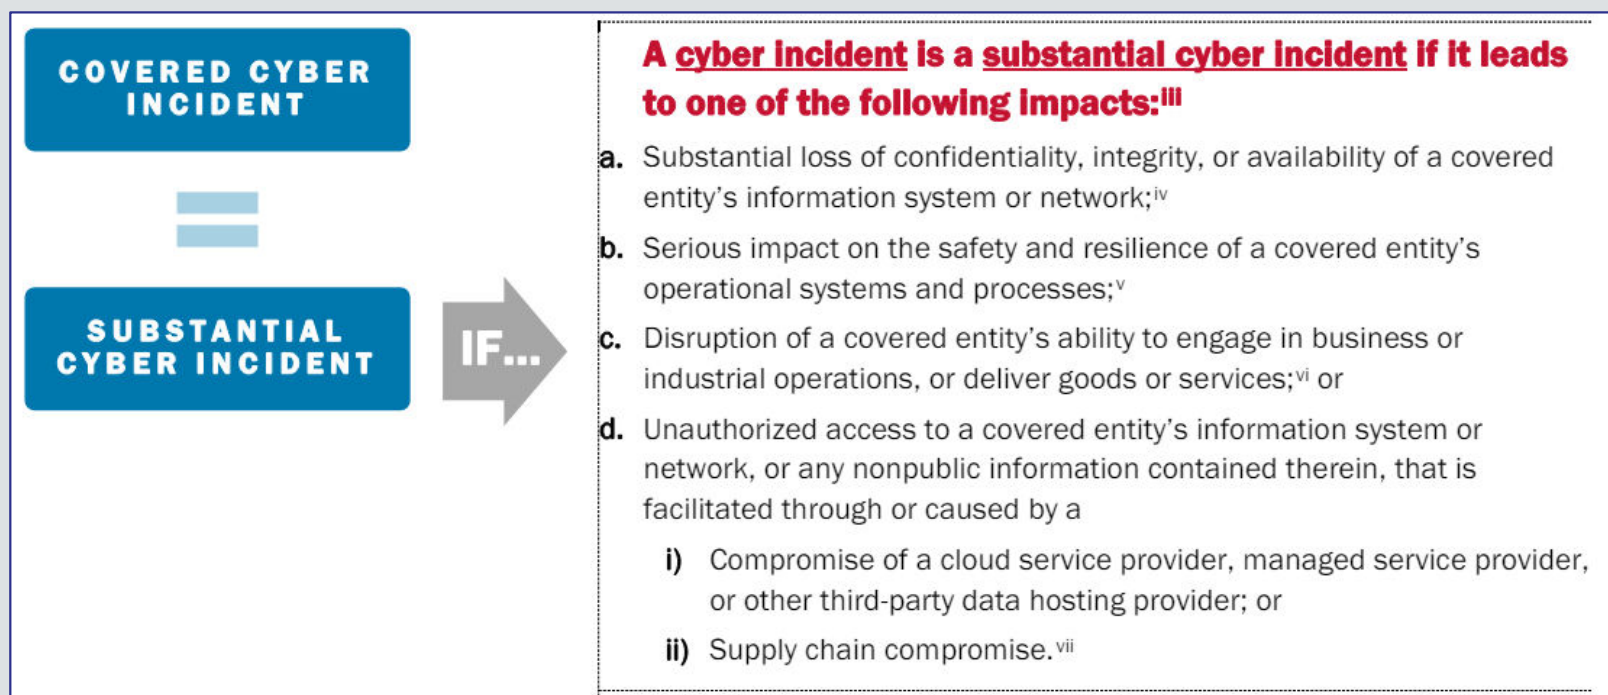 COVERED CYBER
INCIDENT
SUBSTANTIAL
CYBER INCIDENT
IF...
A cyber incident is a substantial cyber incident if it leads
to one of the following impacts:iii
a. Substantial loss of confidentiality, integrity, or availability of a covered
entity’s information system or network;iv
b. Serious impact on the safety and resilience of a covered entity’s
operational systems and processes;v
c. Disruption of a covered entity’s ability to engage in business or
industrial operations, or deliver goods or services;vi or
d. Unauthorized access to a covered entity’s information system or
network, or any nonpublic information contained therein, that is
facilitated through or caused by a
i) Compromise of a cloud service provider, managed service provider,
or other third-party data hosting provider; or
ii) Supply chain compromise.vii